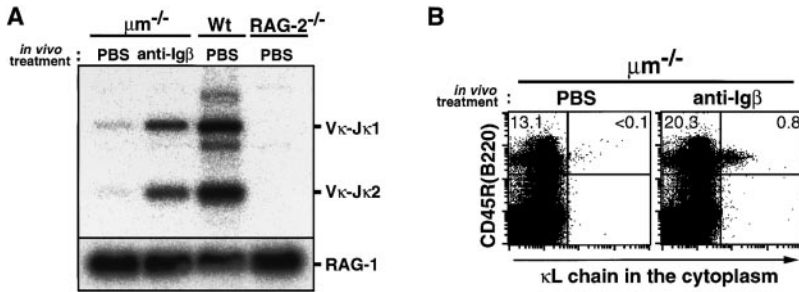 A
μm-/- Wt RAG-2-/-
in vivo treatment : PBS anti-Igβ PBS PBS
Vκ-Jκ1
Vκ-Jκ2
RAG-1
B
μm-/-
in vivo treatment : PBS anti-Igβ
13.1 <0.1 20.3 0.8
CD45R(B220)
κL chain in the cytoplasm